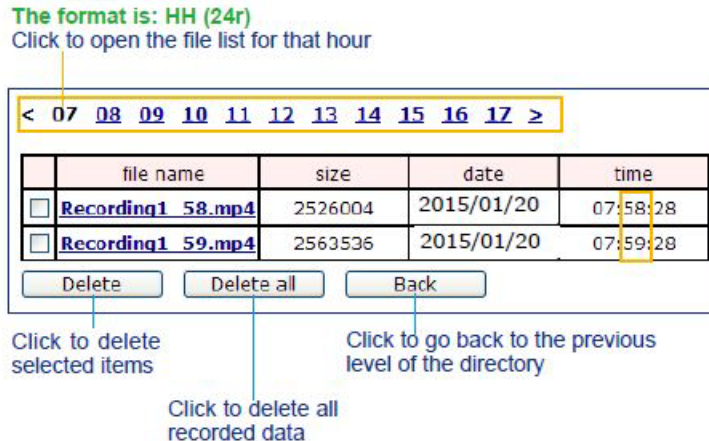 The format is: HH (24r)
Click to open the file list for that hour
< 07 08 09 10 11 12 13 14 15 16 17 >
file name size date time
Recording1_58.mp4 2526004 2015/01/20 07:58:28
Recording1_59.mp4 2563536 2015/01/20 07:59:28
Delete Delete all Back
Click to delete
selected items
Click to go back to the previous
level of the directory
Click to delete all
recorded data